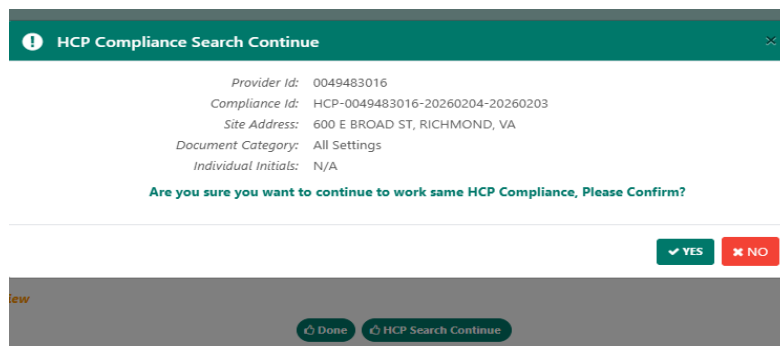 HCP Compliance Search Continue
Provider Id: 0049483016
Compliance Id: HCP-0049483016-20260204-20260203
Site Address: 600 E BROAD ST, RICHMOND, VA
Document Category: All Settings
Individual Initials: N/A
Are you sure you want to continue to work same HCP Compliance, Please Confirm?
YES NO
Done HCP Search Continue